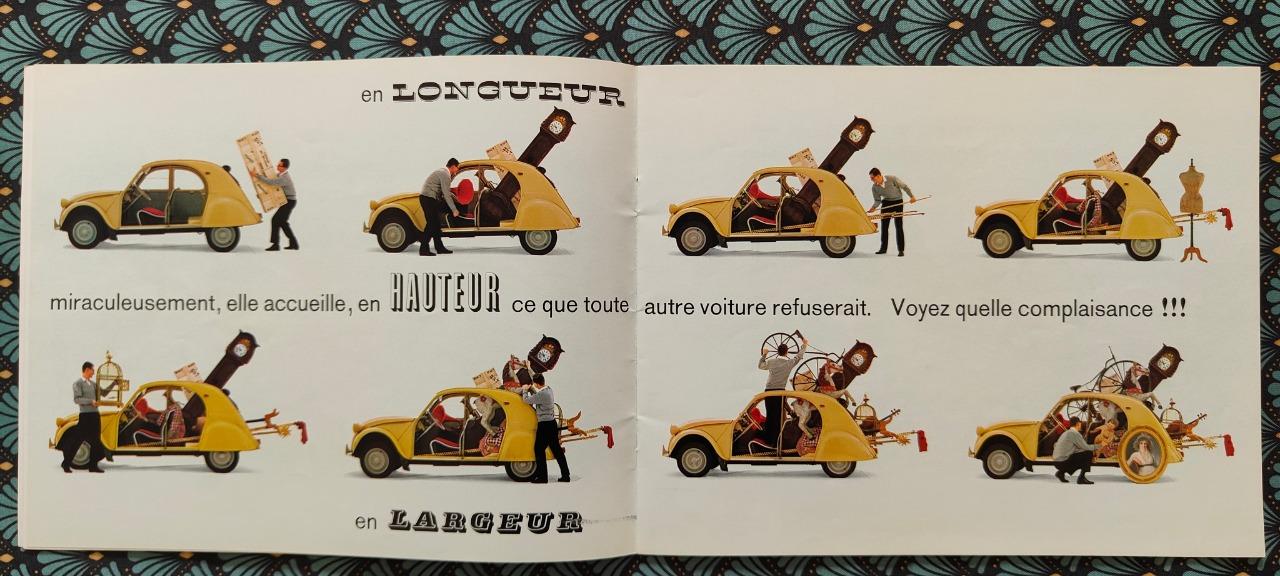 en LONGUEUR
miraculeusement, elle accueille, en HAUTEUR ce que toute autre voiture refuserait. Voyez quelle complaisance !!!
en LARGEUR